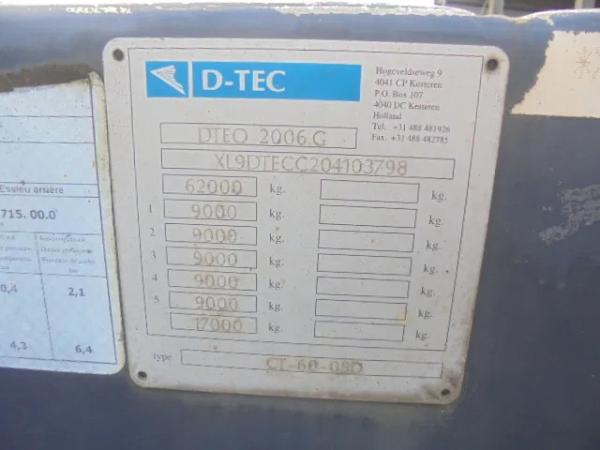 D-TEC
Hogeveldseweg 9
4041 CP Kesteren
P.O. Box 107
4040 DC Kesteren
Holland
Tel. +31 488 481926
Fax. +31 488 482785
DTEO 2006.G
XL9DTECC204103798
62000 kg. kg.
1 9000 kg. kg.
2 9000 kg. kg.
3 9000 kg. kg.
4 9000 kg. kg.
5 9000 kg. kg.
17000 kg. kg.
type CT-60-05D
Essieu arrière
715. 00.0
0,4 2,1
4,3 6,4